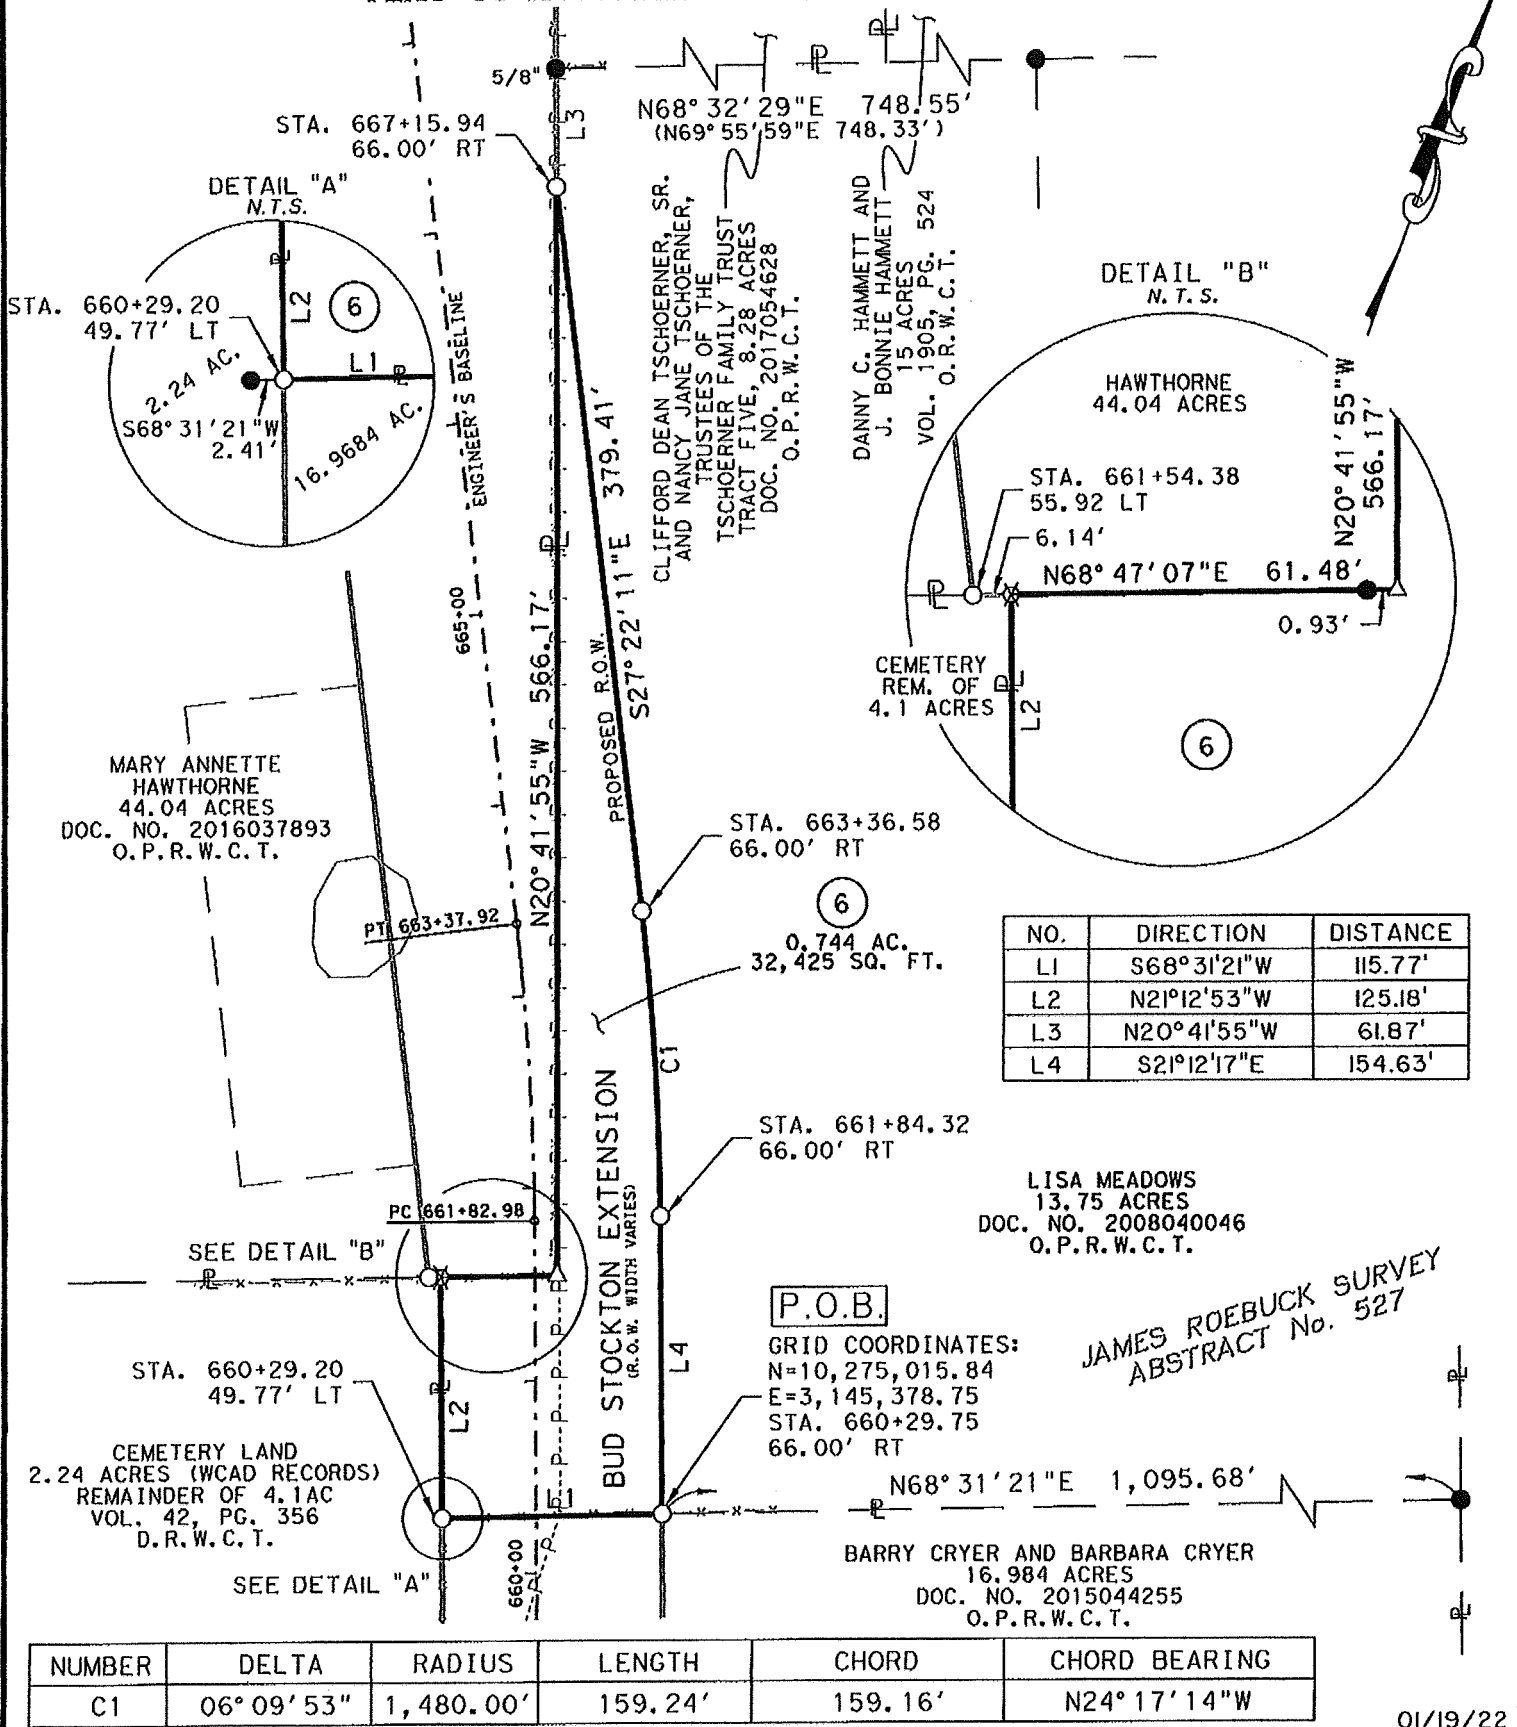 5/8"
L3
N68°32'29"E 748.55'
(N69°55'59"E 748.33')
STA. 667+15.94
66.00' RT
DETAIL "A"
N.T.S.
STA. 660+29.20
49.77' LT
L2
6
L1
2.24 AC.
S68°31'21"W
2.41'
16.9684 AC.
ENGINEER'S BASELINE
665+00
CLIFFORD DEAN TSCHOERNER, SR.
AND NANCY JANE TSCHOERNER,
TRUSTEES OF THE
TSCHOERNER FAMILY TRUST
TRACT FIVE, 8.28 ACRES
DOC. NO. 2017054628
O.P.R.W.C.T.
DANNY C. HAMMETT AND
J. BONNIE HAMMETT
15 ACRES
VOL. 1905, PG. 524
O.R.W.C.T.
DETAIL "B"
N.T.S.
HAWTHORNE
44.04 ACRES
N20°41'55"W
566.17'
STA. 661+54.38
55.92 LT
6.14'
N68°47'07"E 61.48'
0.93'
CEMETERY
REM. OF
4.1 ACRES
L2
6
N20°41'55"W 566.17'
S27°22'11"E 379.41'
PROPOSED R.O.W.
MARY ANNETTE
HAWTHORNE
44.04 ACRES
DOC. NO. 2016037893
O.P.R.W.C.T.
PT 663+37.92
STA. 663+36.58
66.00' RT
6
0.744 AC.
32,425 SQ. FT.
NO. DIRECTION DISTANCE
L1 S68°31'21"W 115.77'
L2 N21°12'53"W 125.18'
L3 N20°41'55"W 61.87'
L4 S21°12'17"E 154.63'
C1
BUD STOCKTON EXTENSION
(R.O.W. WIDTH VARIES)
STA. 661+84.32
66.00' RT
LISA MEADOWS
13.75 ACRES
DOC. NO. 2008040046
O.P.R.W.C.T.
PC 661+82.98
SEE DETAIL "B"
P.O.B.
GRID COORDINATES:
N=10,275,015.84
E=3,145,378.75
STA. 660+29.75
66.00' RT
JAMES ROEBUCK SURVEY
ABSTRACT No. 527
L4
STA. 660+29.20
49.77' LT
L2
CEMETERY LAND
2.24 ACRES (WCAD RECORDS)
REMAINDER OF 4.1AC
VOL. 42, PG. 356
D.R.W.C.T.
L1
N68°31'21"E 1,095.68'
SEE DETAIL "A"
660+00
BARRY CRYER AND BARBARA CRYER
16.984 ACRES
DOC. NO. 2015044255
O.P.R.W.C.T.
NUMBER DELTA RADIUS LENGTH CHORD CHORD BEARING
C1 06°09'53" 1,480.00' 159.24' 159.16' N24°17'14"W
01/19/22